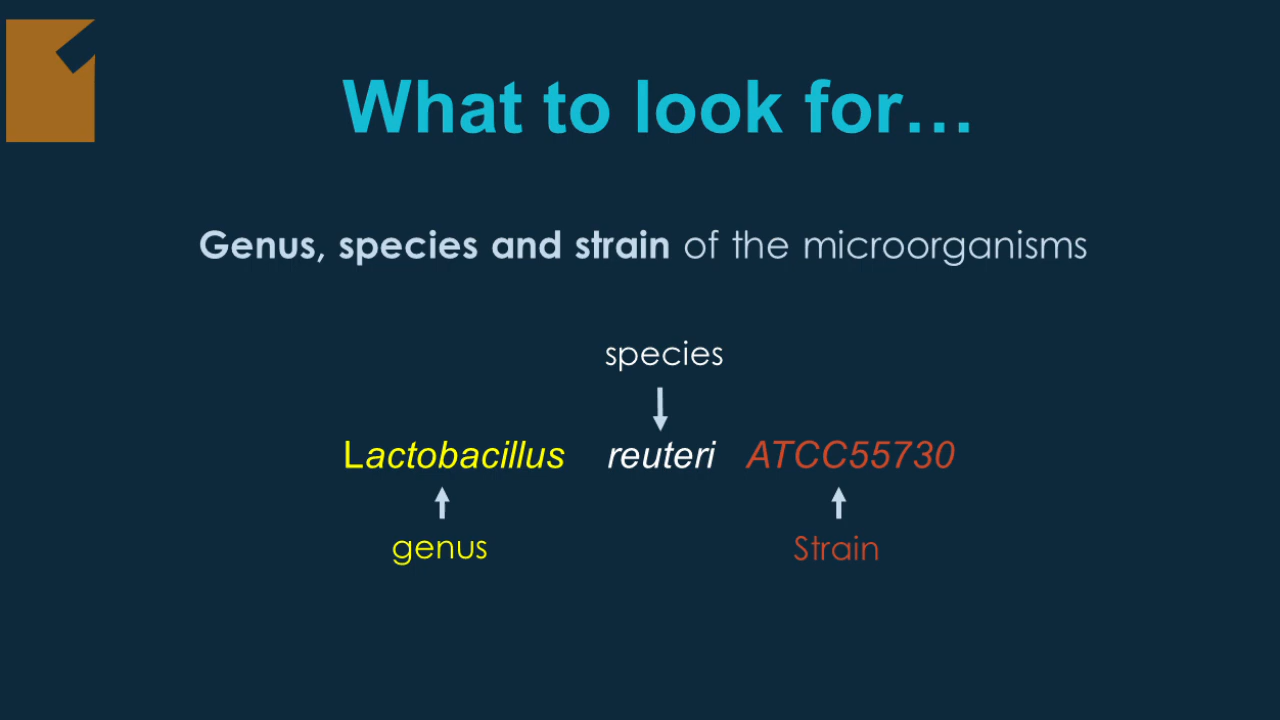 What to look for…
Genus, species and strain of the microorganisms
species
Lactobacillus reuteri ATCC55730
genus Strain